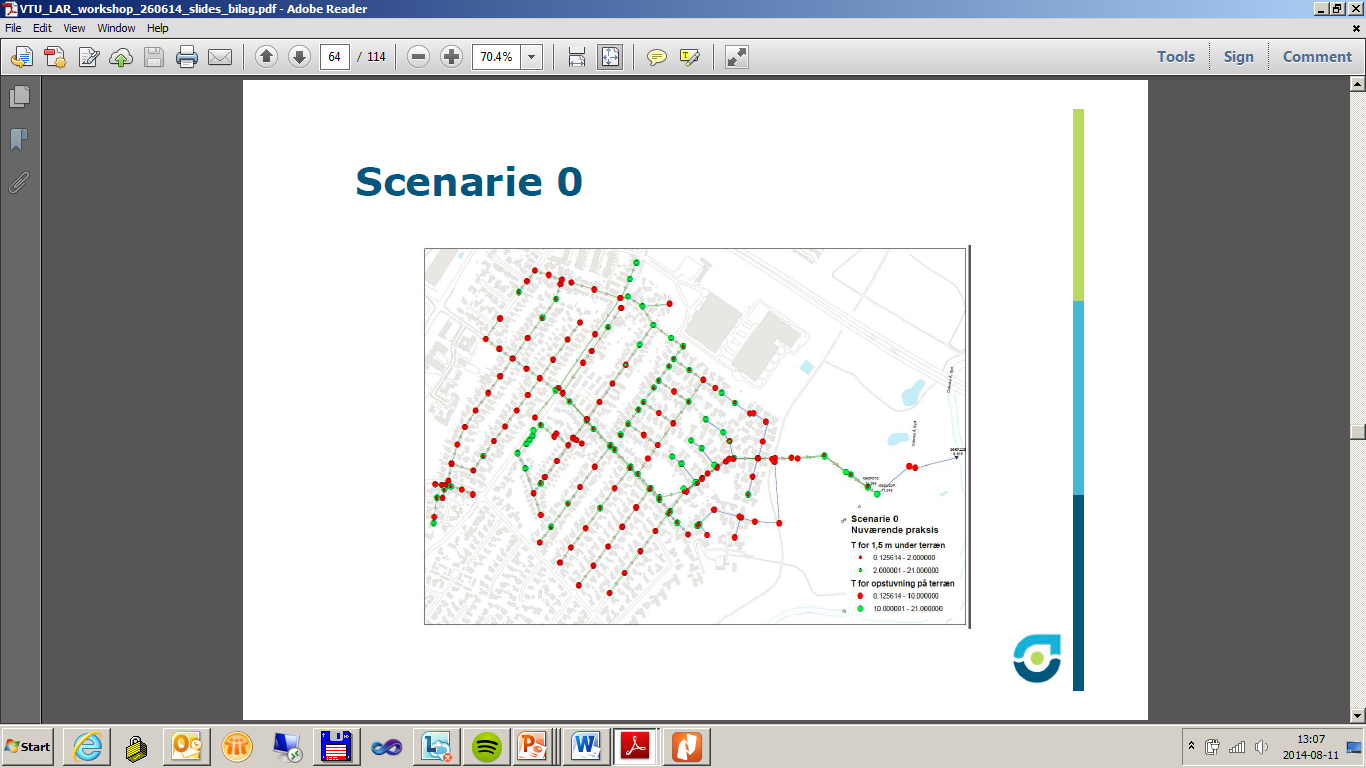 VTU_LAR_workshop_260614_slides_bilag.pdf - Adobe Reader
File Edit View Window Help
64 / 114 70.4% Tools Sign Comment
Scenarie 0
Scenarie 0
Nuværende praksis
T for 1,5 m under terræn
0.125614 - 2.000000
2.000001 - 21.000000
T for opstuvning på terræn
0.125614 - 10.000000
10.000001 - 21.000000
Start
13:07
2014-08-11